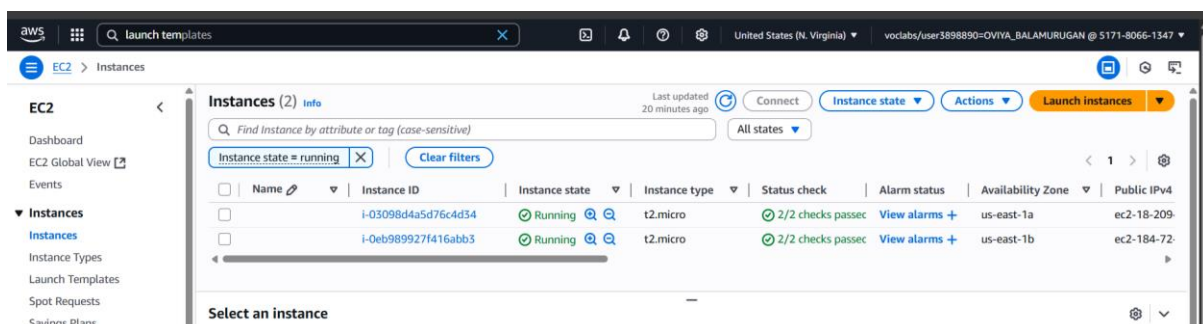 aws
launch templates
United States (N. Virginia)
voclabs/user3898890=OVIYA_BALAMURUGAN @ 5171-8066-1347
EC2 > Instances
EC2
Dashboard
EC2 Global View
Events
Instances
Instances
Instance Types
Launch Templates
Spot Requests
Savings Plans
Instances (2) Info
Last updated
20 minutes ago
Connect
Instance state
Actions
Launch instances
Find Instance by attribute or tag (case-sensitive)
All states
Instance state = running
Clear filters
1
Name Instance ID Instance state Instance type Status check Alarm status Availability Zone Public IPv4
i-03098d4a5d76c4d34 Running t2.micro 2/2 checks passec View alarms + us-east-1a ec2-18-209-
i-0eb989927f416abb3 Running t2.micro 2/2 checks passec View alarms + us-east-1b ec2-184-72-
Select an instance